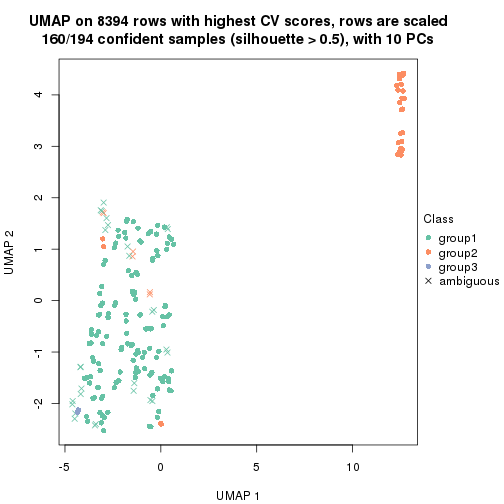 UMAP on 8394 rows with highest CV scores, rows are scaled
160/194 confident samples (silhouette > 0.5), with 10 PCs
4
3
2
1
0
-1
-2
UMAP 2
-5
0
5
10
UMAP 1
Class
group1
group2
group3
ambiguous